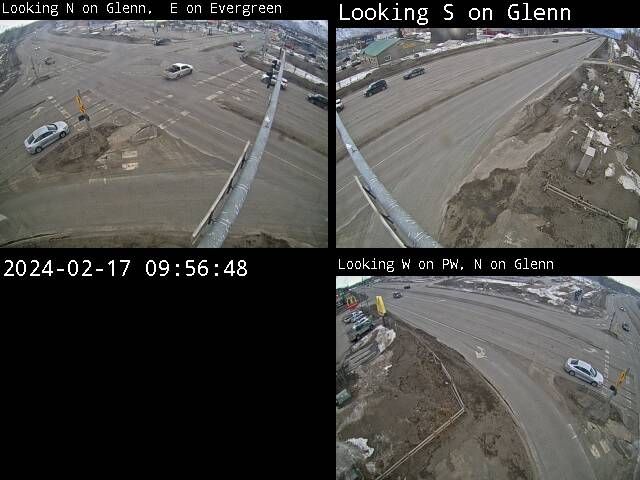 Looking N on Glenn,  E on Evergreen
Looking S on Glenn
2024-02-17 09:56:48
Looking W on PW, N on Glenn